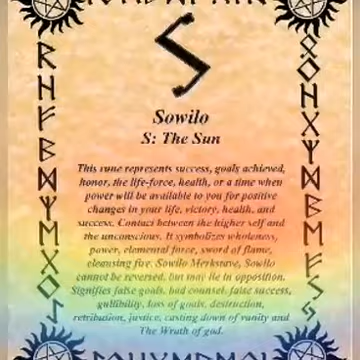 Sowilo
S: The Sun
This rune represents success, goals achieved,
honor, the life-force, health, or a time when
power will be available to you for positive
changes in your life, victory, health, and
success. Contact between the higher self and
the unconscious. It symbolizes wholeness,
power, elemental force, sword of flame,
cleansing fire. Sowilo Merkstave, Sowilo
cannot be reversed, but may lie in opposition.
Signifies false goals, bad counsel, false success,
gullibility, loss of goals, destruction,
retribution, justice, casting down of vanity and
The Wrath of god.